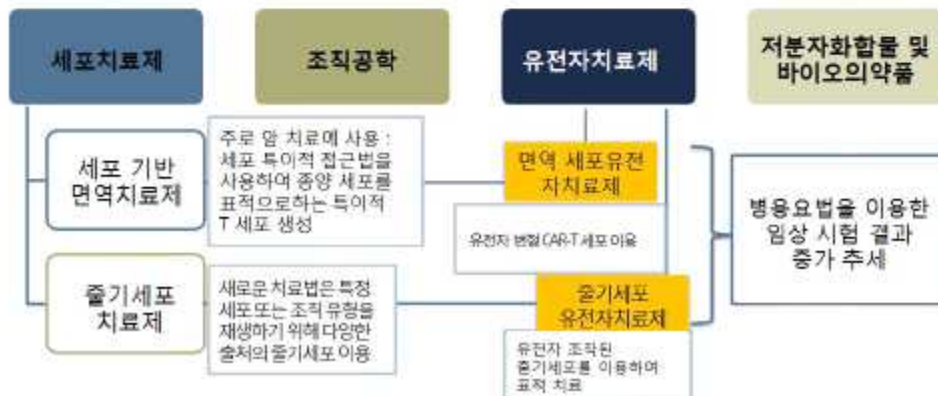 세포치료제
조직공학
유전자치료제
저분자화합물 및
바이오의약품
세포 기반
면역치료제
주로 암 치료에 사용 :
세포 특이적 접근법을
사용하여 종양 세포를
표적으로하는 특이적
T 세포 생성
면역 세포유전
자치료제
유전자 변형 CAR-T 세포 이용
병용요법을 이용한
임상 시험 결과
증가 추세
줄기세포
치료제
새로운 치료법은 특정
세포 또는 조직 유형을
재생하기 위해 다양한
출처의 줄기세포 이용
줄기세포
유전자치료제
유전자 조작된
줄기세포를 이용하며
표적 치료